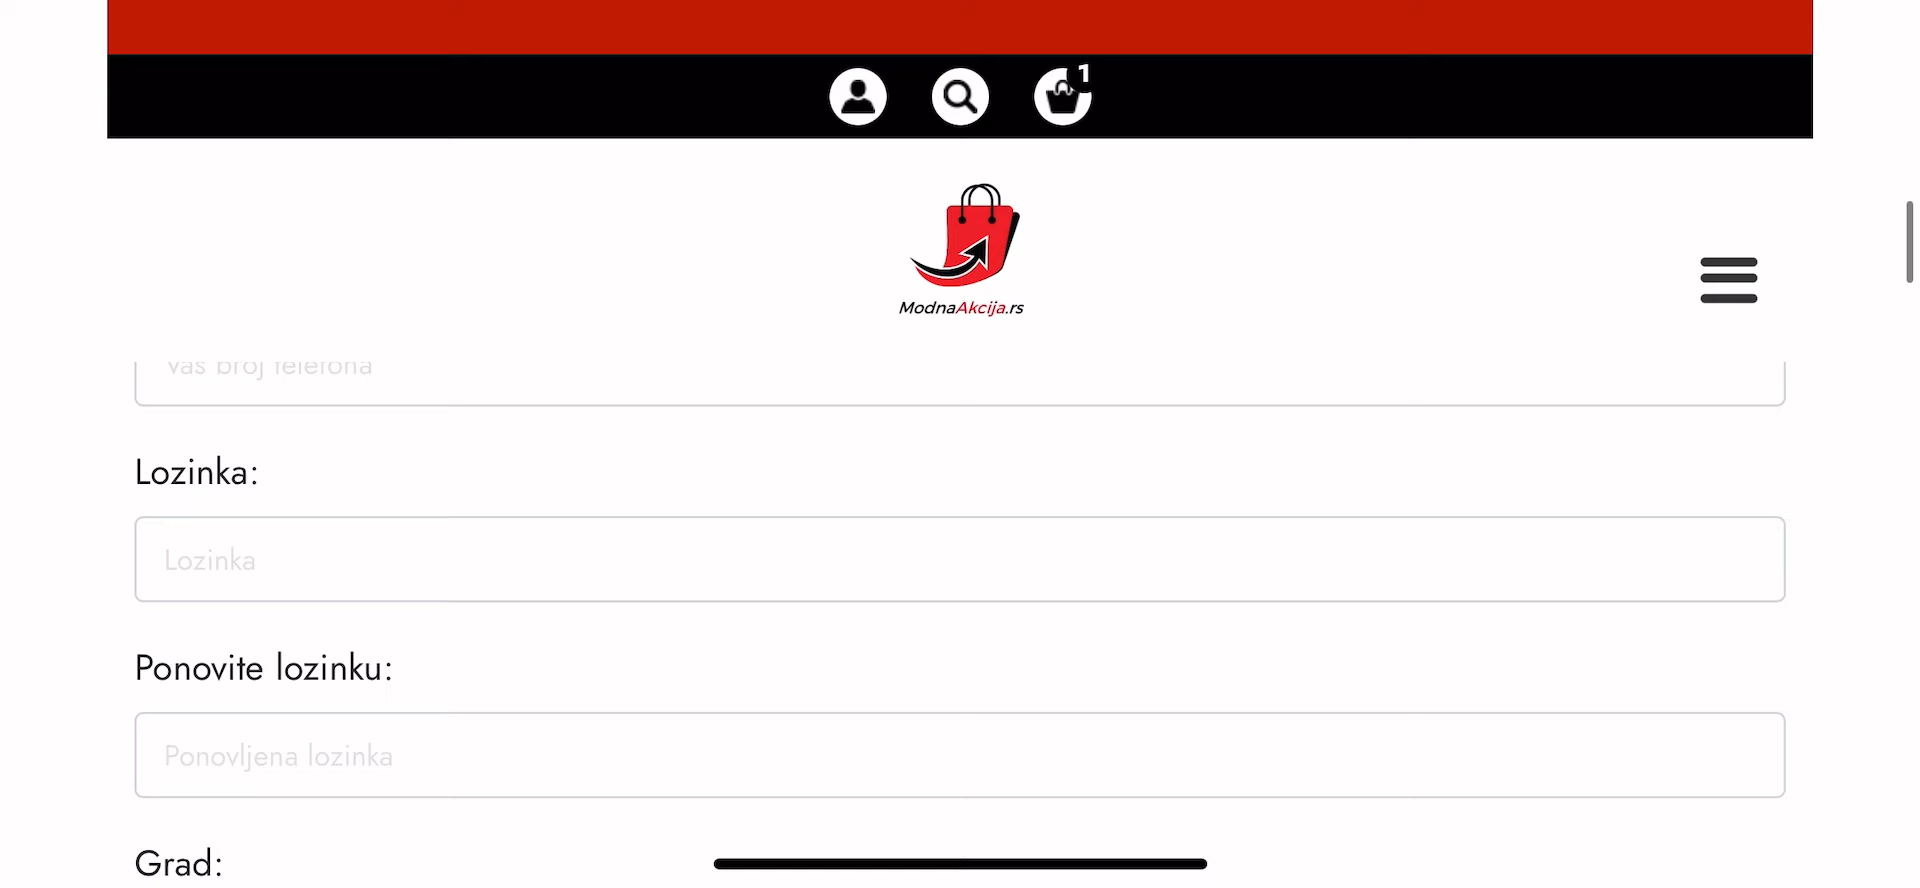 1
ModnaAkcija.rs
Vaš broj telefona
Lozinka:
Lozinka
Ponovite lozinku:
Ponovljena lozinka
Grad: